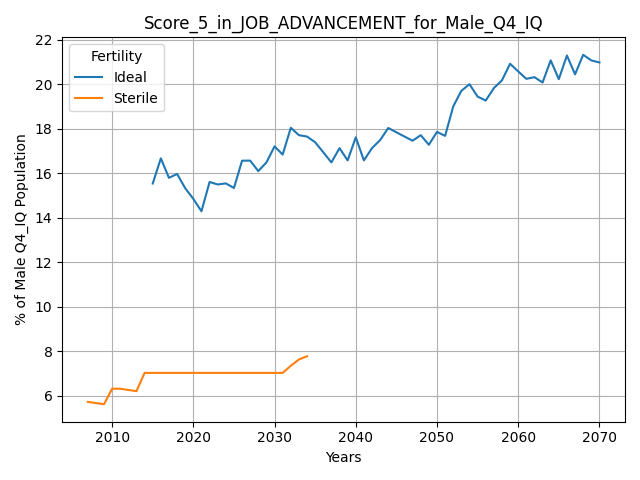 Score_5_in_JOB_ADVANCEMENT_for_Male_Q4_IQ
Fertility
Ideal
Sterile
% of Male Q4_IQ Population
22
20
18
16
14
12
10
8
6
2010 2020 2030 2040 2050 2060 2070
Years